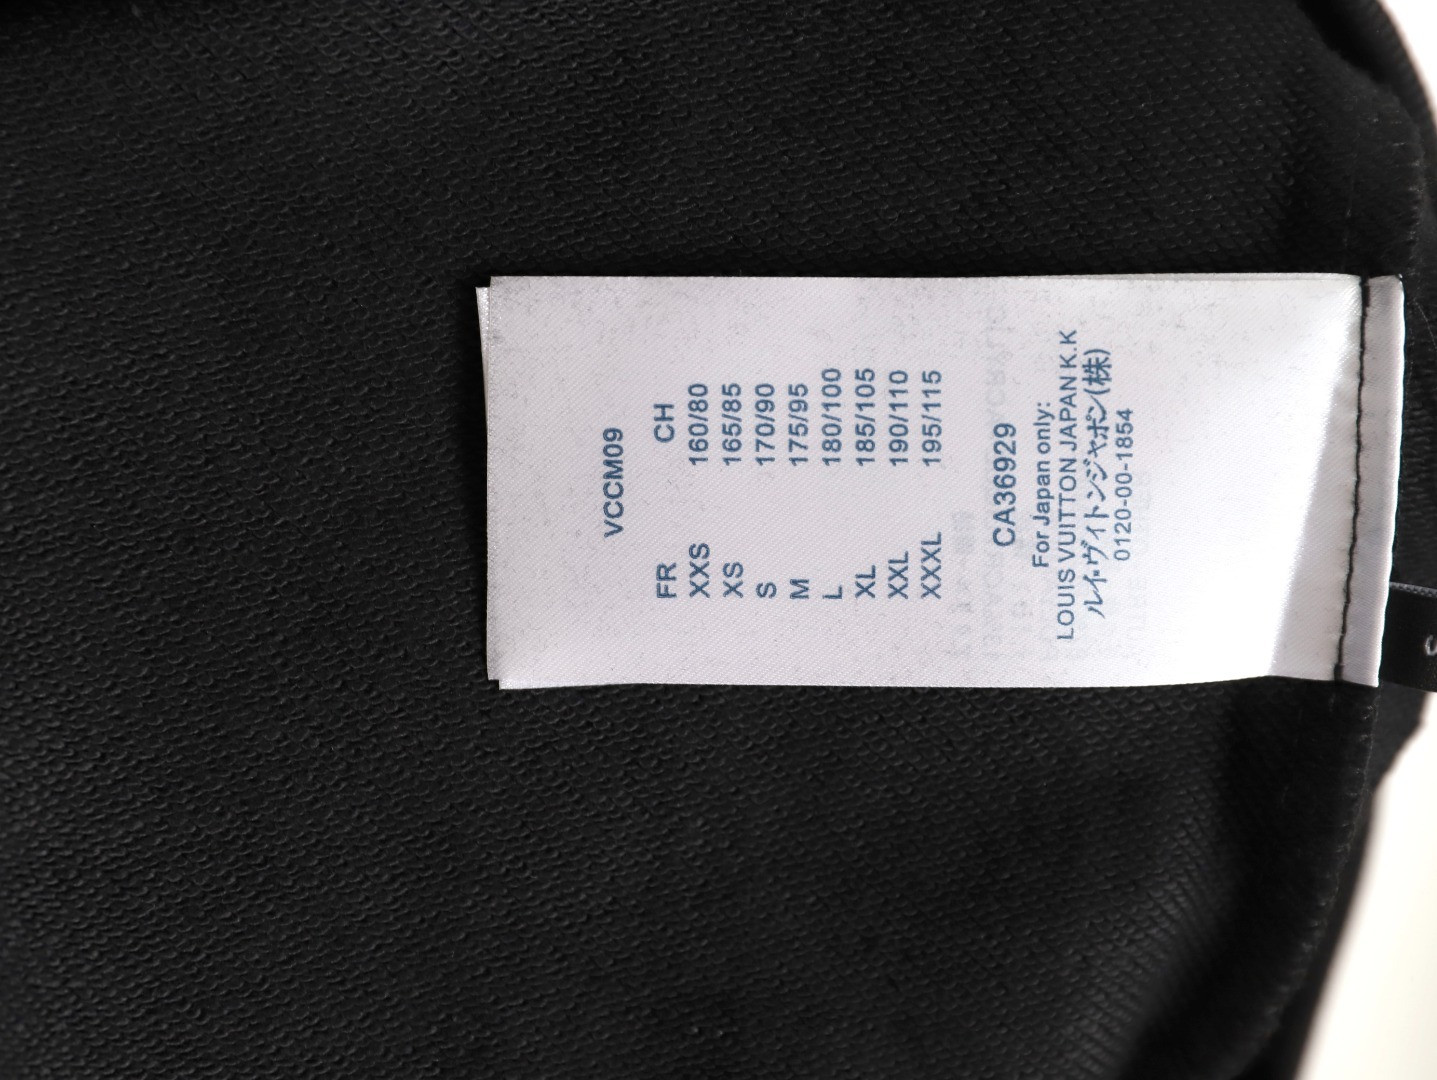 VCCM09
FR CH
XXS 160/80
XS 165/85
S 170/90
M 175/95
L 180/100
XL 185/105
XXL 190/110
XXXL 195/115
CA36929
For Japan only:
LOUIS VUITTON JAPAN K.K
ルイ・ヴィトンジャポン(株)
0120-00-1854
S